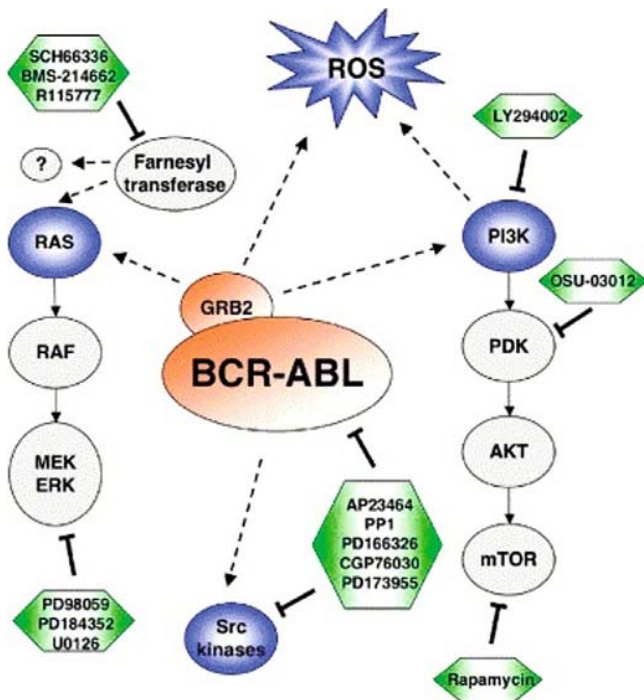 SCH66336
BMS-214662
R115777
ROS
LY294002
?
Farnesyl
transferase
RAS
PI3K
OSU-03012
GRB2
RAF
PDK
BCR-ABL
MEK
ERK
AKT
AP23464
PP1
PD166326
CGP76030
PD173955
mTOR
PD98059
PD184352
U0126
Src
kinases
Rapamycin